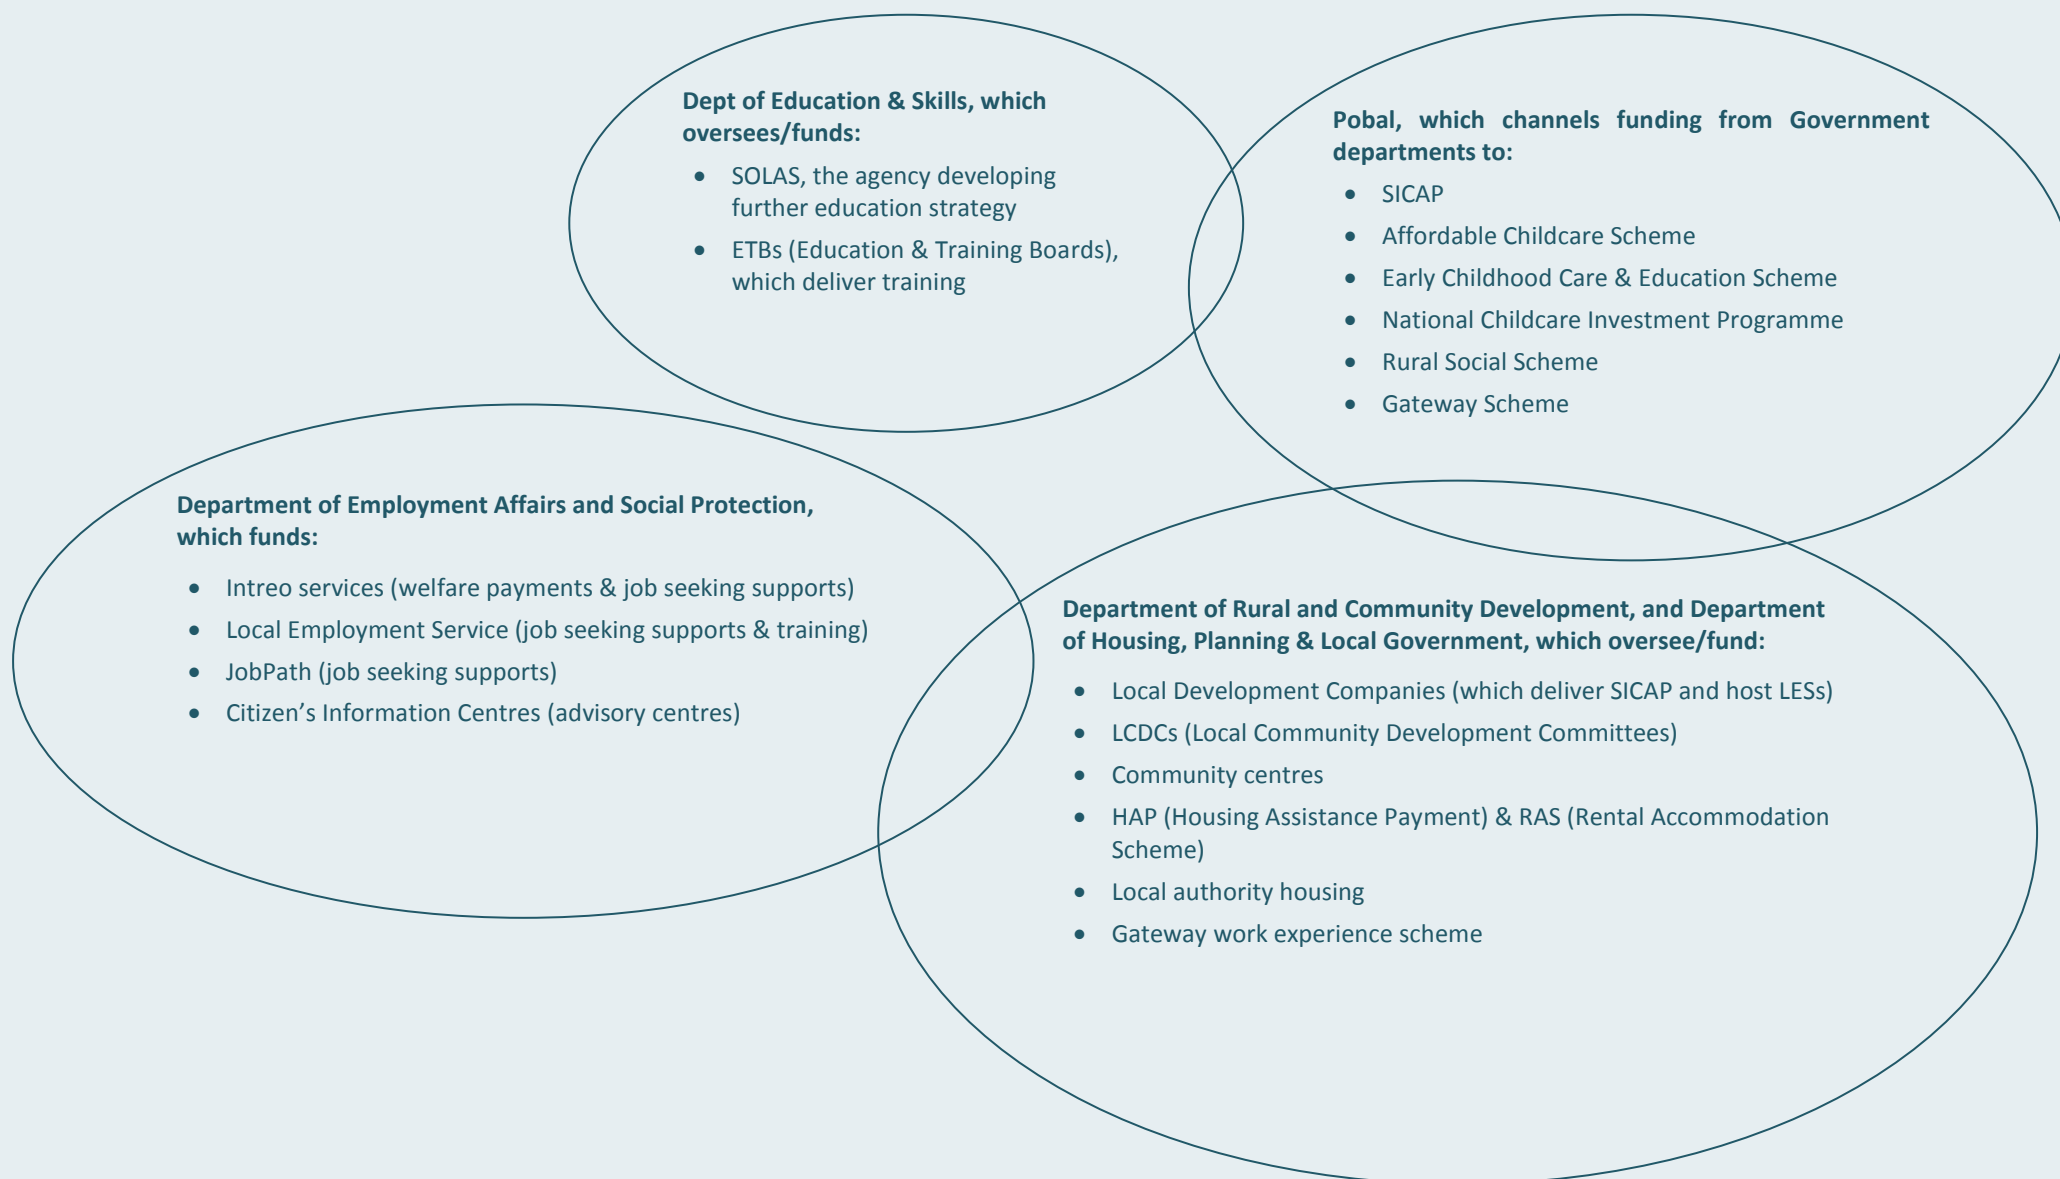 Dept of Education & Skills, which
oversees/funds:
• SOLAS, the agency developing
further education strategy
• ETBs (Education & Training Boards),
which deliver training
Pobal, which channels funding from Government
departments to:
• SICAP
• Affordable Childcare Scheme
• Early Childhood Care & Education Scheme
• National Childcare Investment Programme
• Rural Social Scheme
• Gateway Scheme
Department of Employment Affairs and Social Protection,
which funds:
• Intreo services (welfare payments & job seeking supports)
• Local Employment Service (job seeking supports & training)
• JobPath (job seeking supports)
• Citizen’s Information Centres (advisory centres)
Department of Rural and Community Development, and Department
of Housing, Planning & Local Government, which oversee/fund:
• Local Development Companies (which deliver SICAP and host LESs)
• LCDCs (Local Community Development Committees)
• Community centres
• HAP (Housing Assistance Payment) & RAS (Rental Accommodation
Scheme)
• Local authority housing
• Gateway work experience scheme